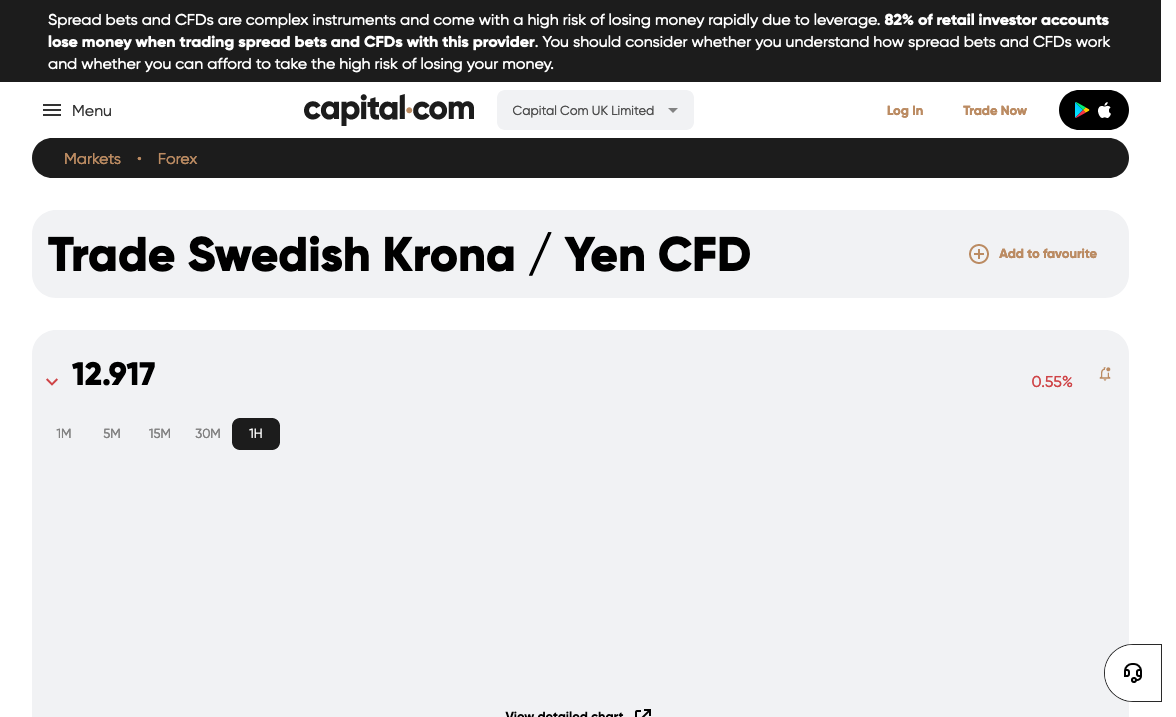 Spread bets and CFDs are complex instruments and come with a high risk of losing money rapidly due to leverage. 82% of retail investor accounts
lose money when trading spread bets and CFDs with this provider. You should consider whether you understand how spread bets and CFDs work
and whether you can afford to take the high risk of losing your money.
Menu
capital.com
Capital Com UK Limited
Log In
Trade Now
Markets • Forex
Trade Swedish Krona / Yen CFD
Add to favourite
12.917
0.55%
1M 5M 15M 30M 1H
View detailed chart